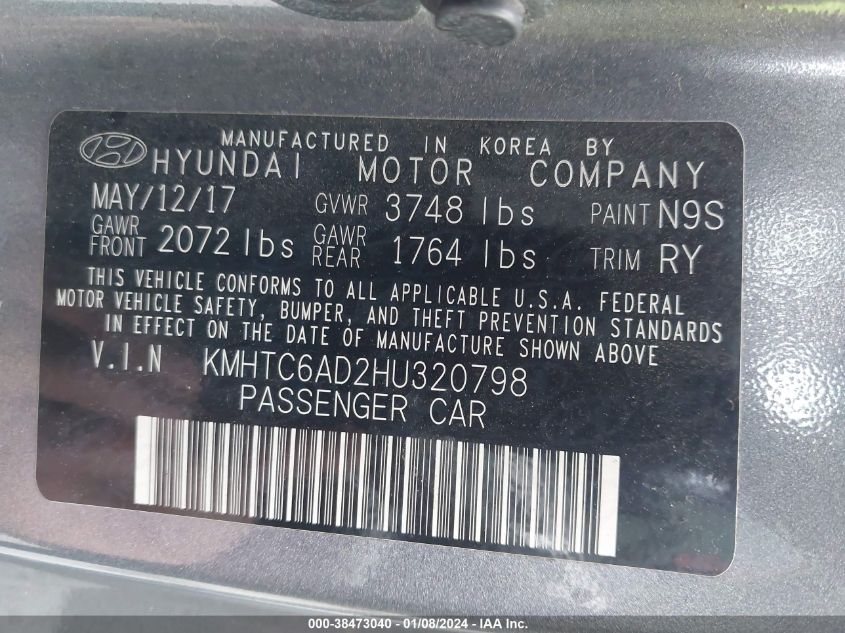 MANUFACTURED IN KOREA BY
HYUNDAI MOTOR COMPANY
MAY/12/17 GVWR 3748 lbs PAINT N9S
GAWR FRONT 2072 lbs GAWR REAR 1764 lbs TRIM RY
THIS VEHICLE CONFORMS TO ALL APPLICABLE U.S.A. FEDERAL
MOTOR VEHICLE SAFETY, BUMPER, AND THEFT PREVENTION STANDARDS
IN EFFECT ON THE DATE OF MANUFACTURE SHOWN ABOVE
V.I.N KMHTC6AD2HU320798
PASSENGER CAR
000-38473040 - 01/08/2024 - IAA Inc.